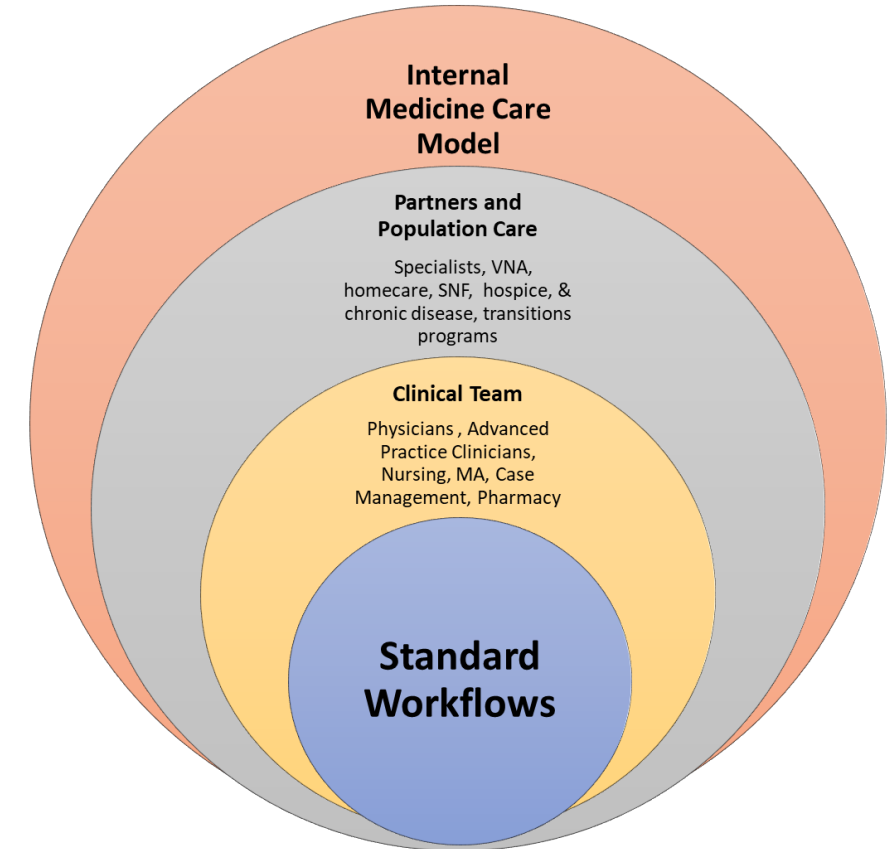 Internal
Medicine Care
Model
Partners and
Population Care
Specialists, VNA,
homecare, SNF,  hospice, &
chronic disease, transitions
programs
Clinical Team
Physicians , Advanced
Practice Clinicians,
Nursing, MA, Case
Management, Pharmacy
Standard
Workflows